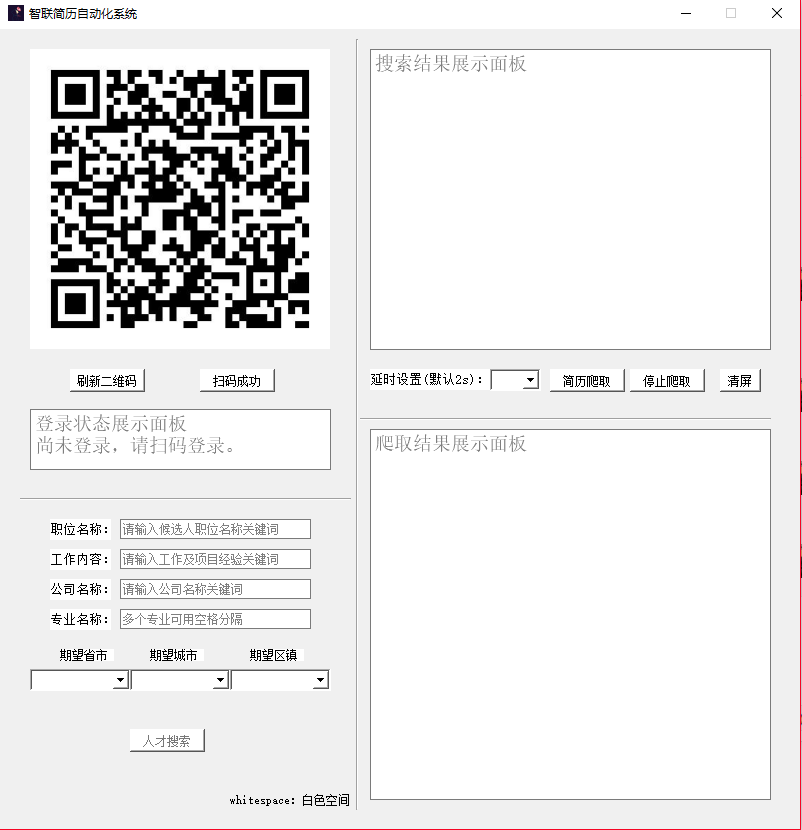 智联简历自动化系统
刷新二维码
扫码成功
登录状态展示面板
尚未登录，请扫码登录。
职位名称：
请输入候选人职位名称关键词
工作内容：
请输入工作及项目经验关键词
公司名称：
请输入公司名称关键词
专业名称：
多个专业可用空格分隔
期望省市
期望城市
期望区镇
人才搜索
whitespace：白色空间
搜索结果展示面板
延时设置(默认2s)：
简历爬取
停止爬取
清屏
爬取结果展示面板